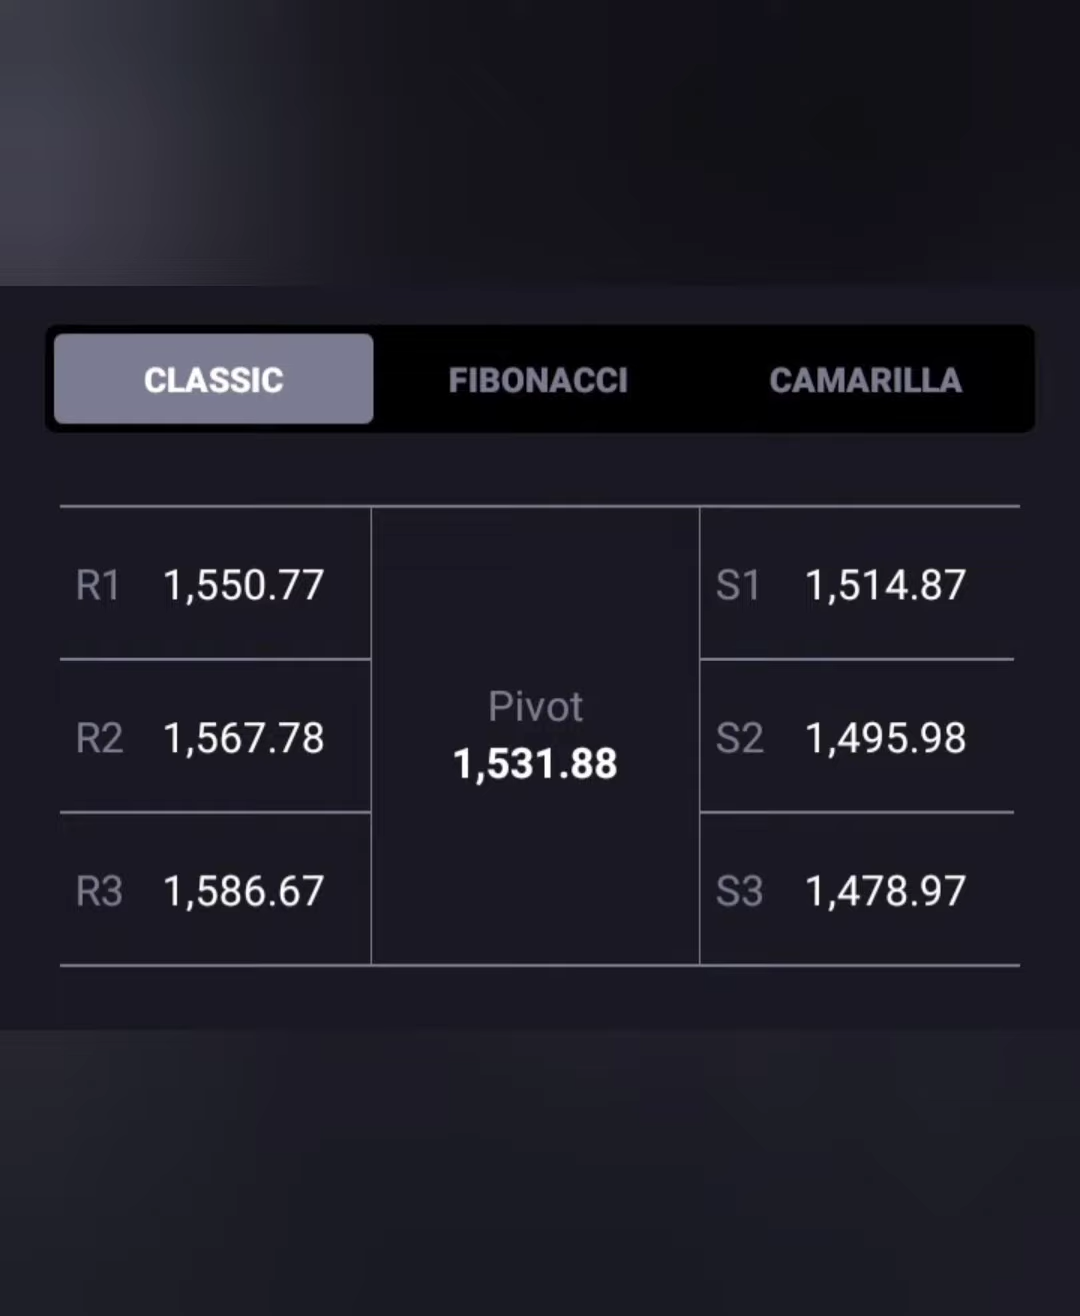 CLASSIC FIBONACCI CAMARILLA
R1 1,550.77 S1 1,514.87
Pivot
R2 1,567.78 1,531.88 S2 1,495.98
R3 1,586.67 S3 1,478.97